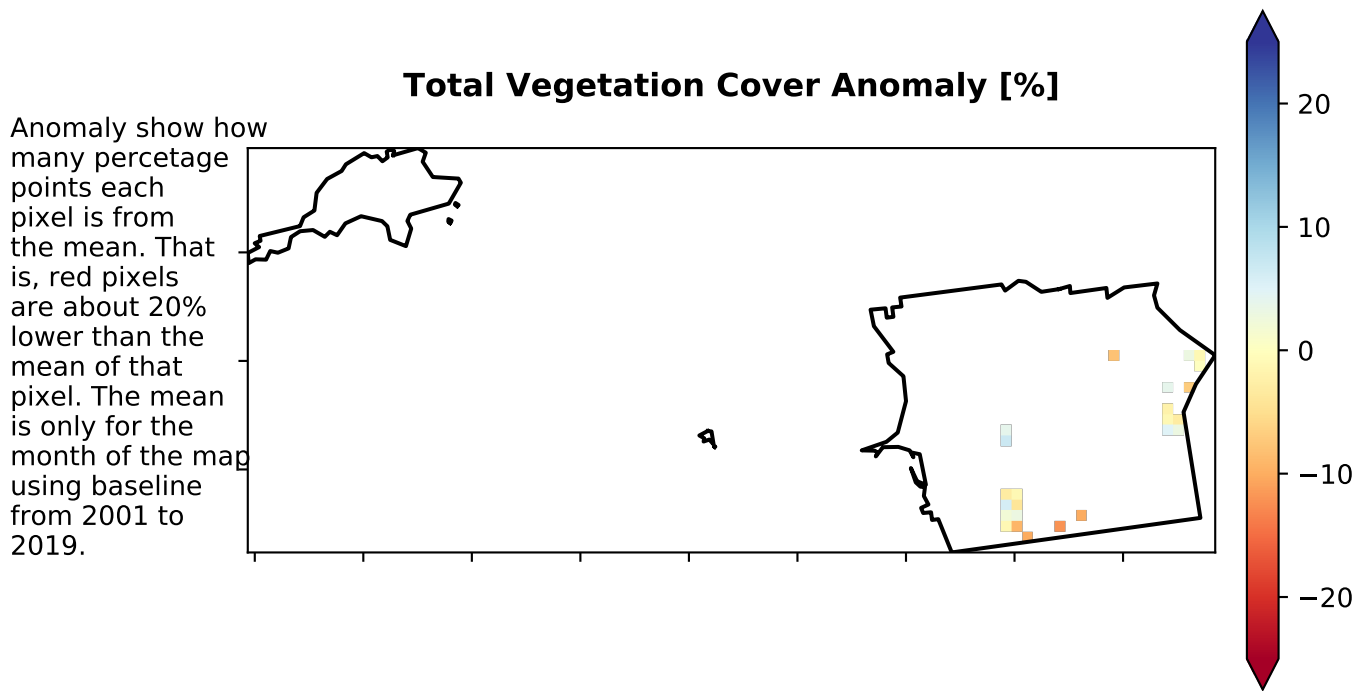 Total Vegetation Cover Anomaly [%]
Anomaly show how
many percetage
points each
pixel is from
the mean. That
is, red pixels
are about 20%
lower than the
mean of that
pixel. The mean
is only for the
month of the map
using baseline
from 2001 to
2019.
20
10
0
−10
−20